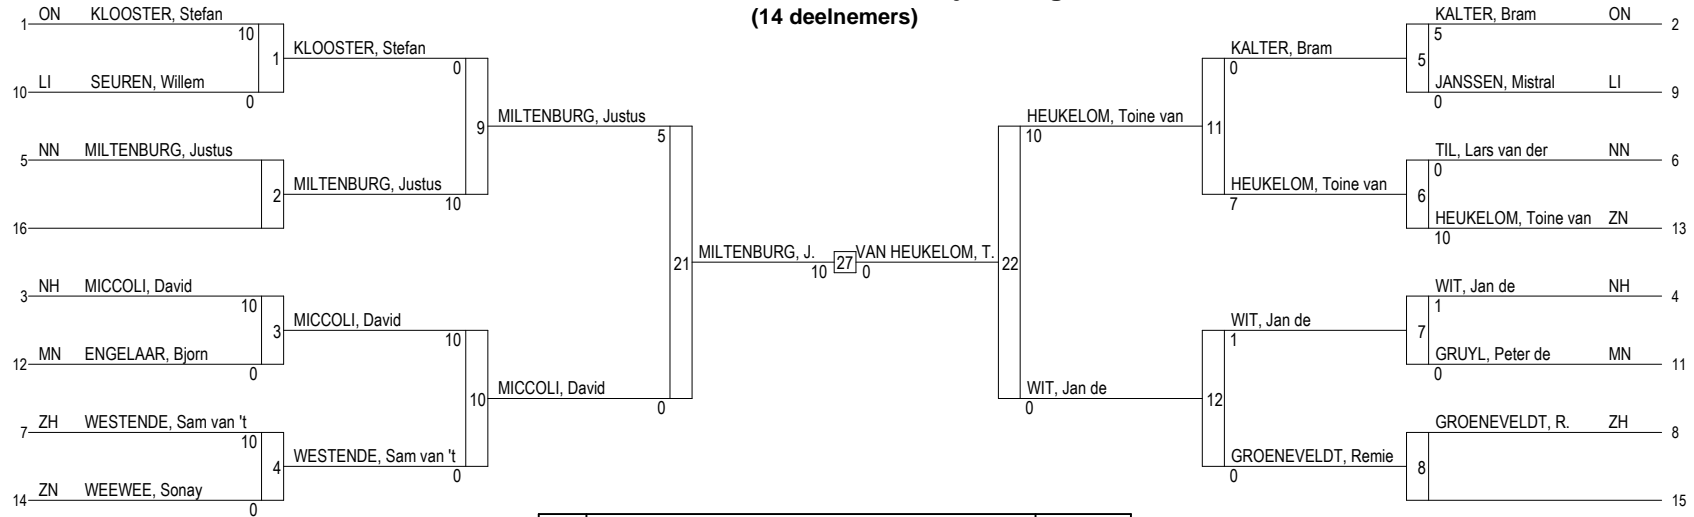 (14 deelnemers)
1 ON KLOOSTER, Stefan
10
1
KLOOSTER, Stefan
0
10 LI SEUREN, Willem
0
9
MILTENBURG, Justus
5
5 NN MILTENBURG, Justus
2
MILTENBURG, Justus
10
16
21
MILTENBURG, J.
10
27
3 NH MICCOLI, David
10
3
MICCOLI, David
10
12 MN ENGELAAR, Bjorn
0
10
MICCOLI, David
0
7 ZH WESTENDE, Sam van 't
10
4
WESTENDE, Sam van 't
0
14 ZN WEEWEE, Sonay
0
VAN HEUKELOM, T.
0
22
HEUKELOM, Toine van
10
11
KALTER, Bram
0
5
KALTER, Bram ON 2
5
JANSSEN, Mistral LI 9
0
HEUKELOM, Toine van
7
6
TIL, Lars van der NN 6
0
HEUKELOM, Toine van ZN 13
10
WIT, Jan de
0
12
WIT, Jan de
1
7
WIT, Jan de NH 4
1
GRUYL, Peter de MN 11
0
GROENEVELDT, Remie
0
8
GROENEVELDT, R. ZH 8
15